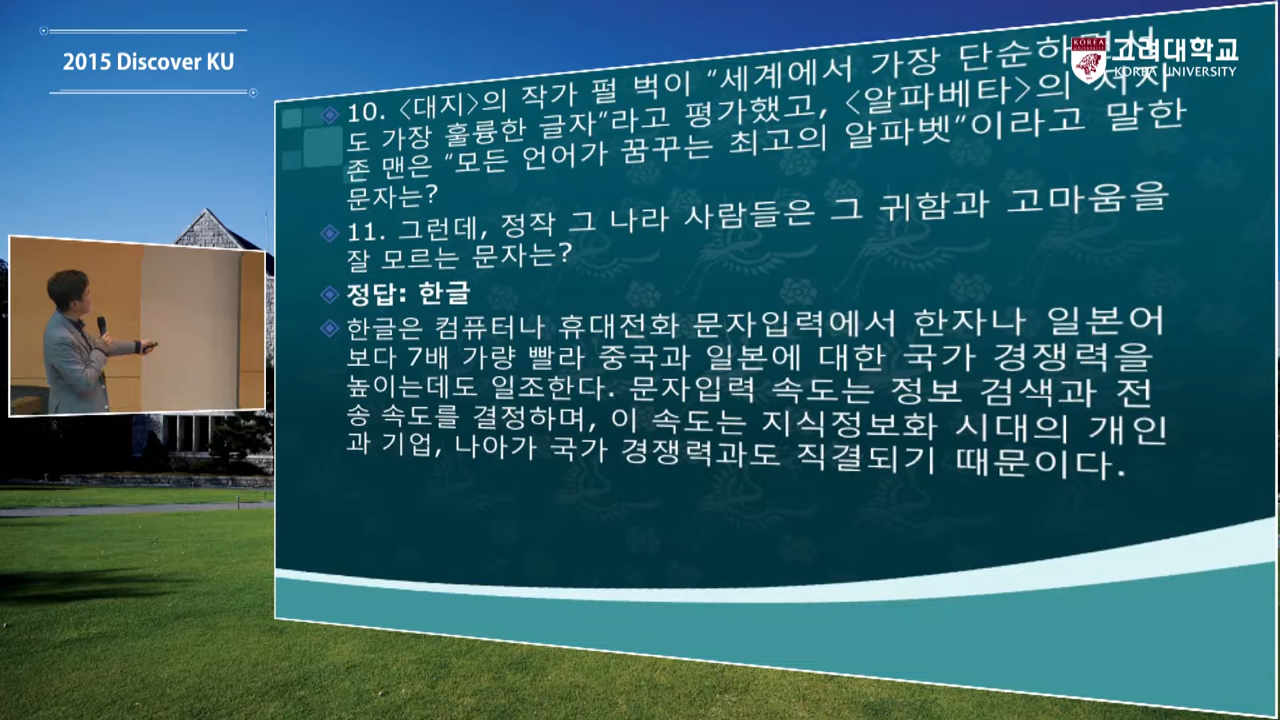 2015 Discover KU
KOREA
고려대학교
KOREA UNIVERSITY
10. <대지>의 작가 펄 벅이 “세계에서 가장 단순하
도 가장 훌륭한 글자”라고 평가했고, <알파베타>의
존 맨은 “모든 언어가 꿈꾸는 최고의 알파벳”이라고 말한
문자는?
11. 그런데, 정작 그 나라 사람들은 그 귀함과 고마움을
잘 모르는 문자는?
정답: 한글
한글은 컴퓨터나 휴대전화 문자입력에서 한자나 일본어
보다 7배 가량 빨라 중국과 일본에 대한 국가 경쟁력을
높이는데도 일조한다. 문자입력 속도는 정보 검색과 전
송 속도를 결정하며, 이 속도는 지식정보화 시대의 개인
과 기업, 나아가 국가 경쟁력과도 직결되기 때문이다.